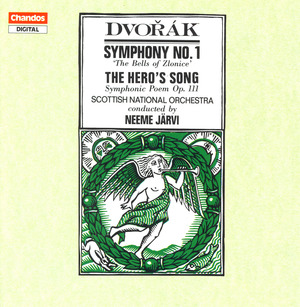 Chandos
DIGITAL
DVOŘÁK
SYMPHONY NO.1
'The Bells of Zlonice'
THE HERO'S SONG
Symphonic Poem Op. 111
SCOTTISH NATIONAL ORCHESTRA
conducted by
NEEME JÄRVI